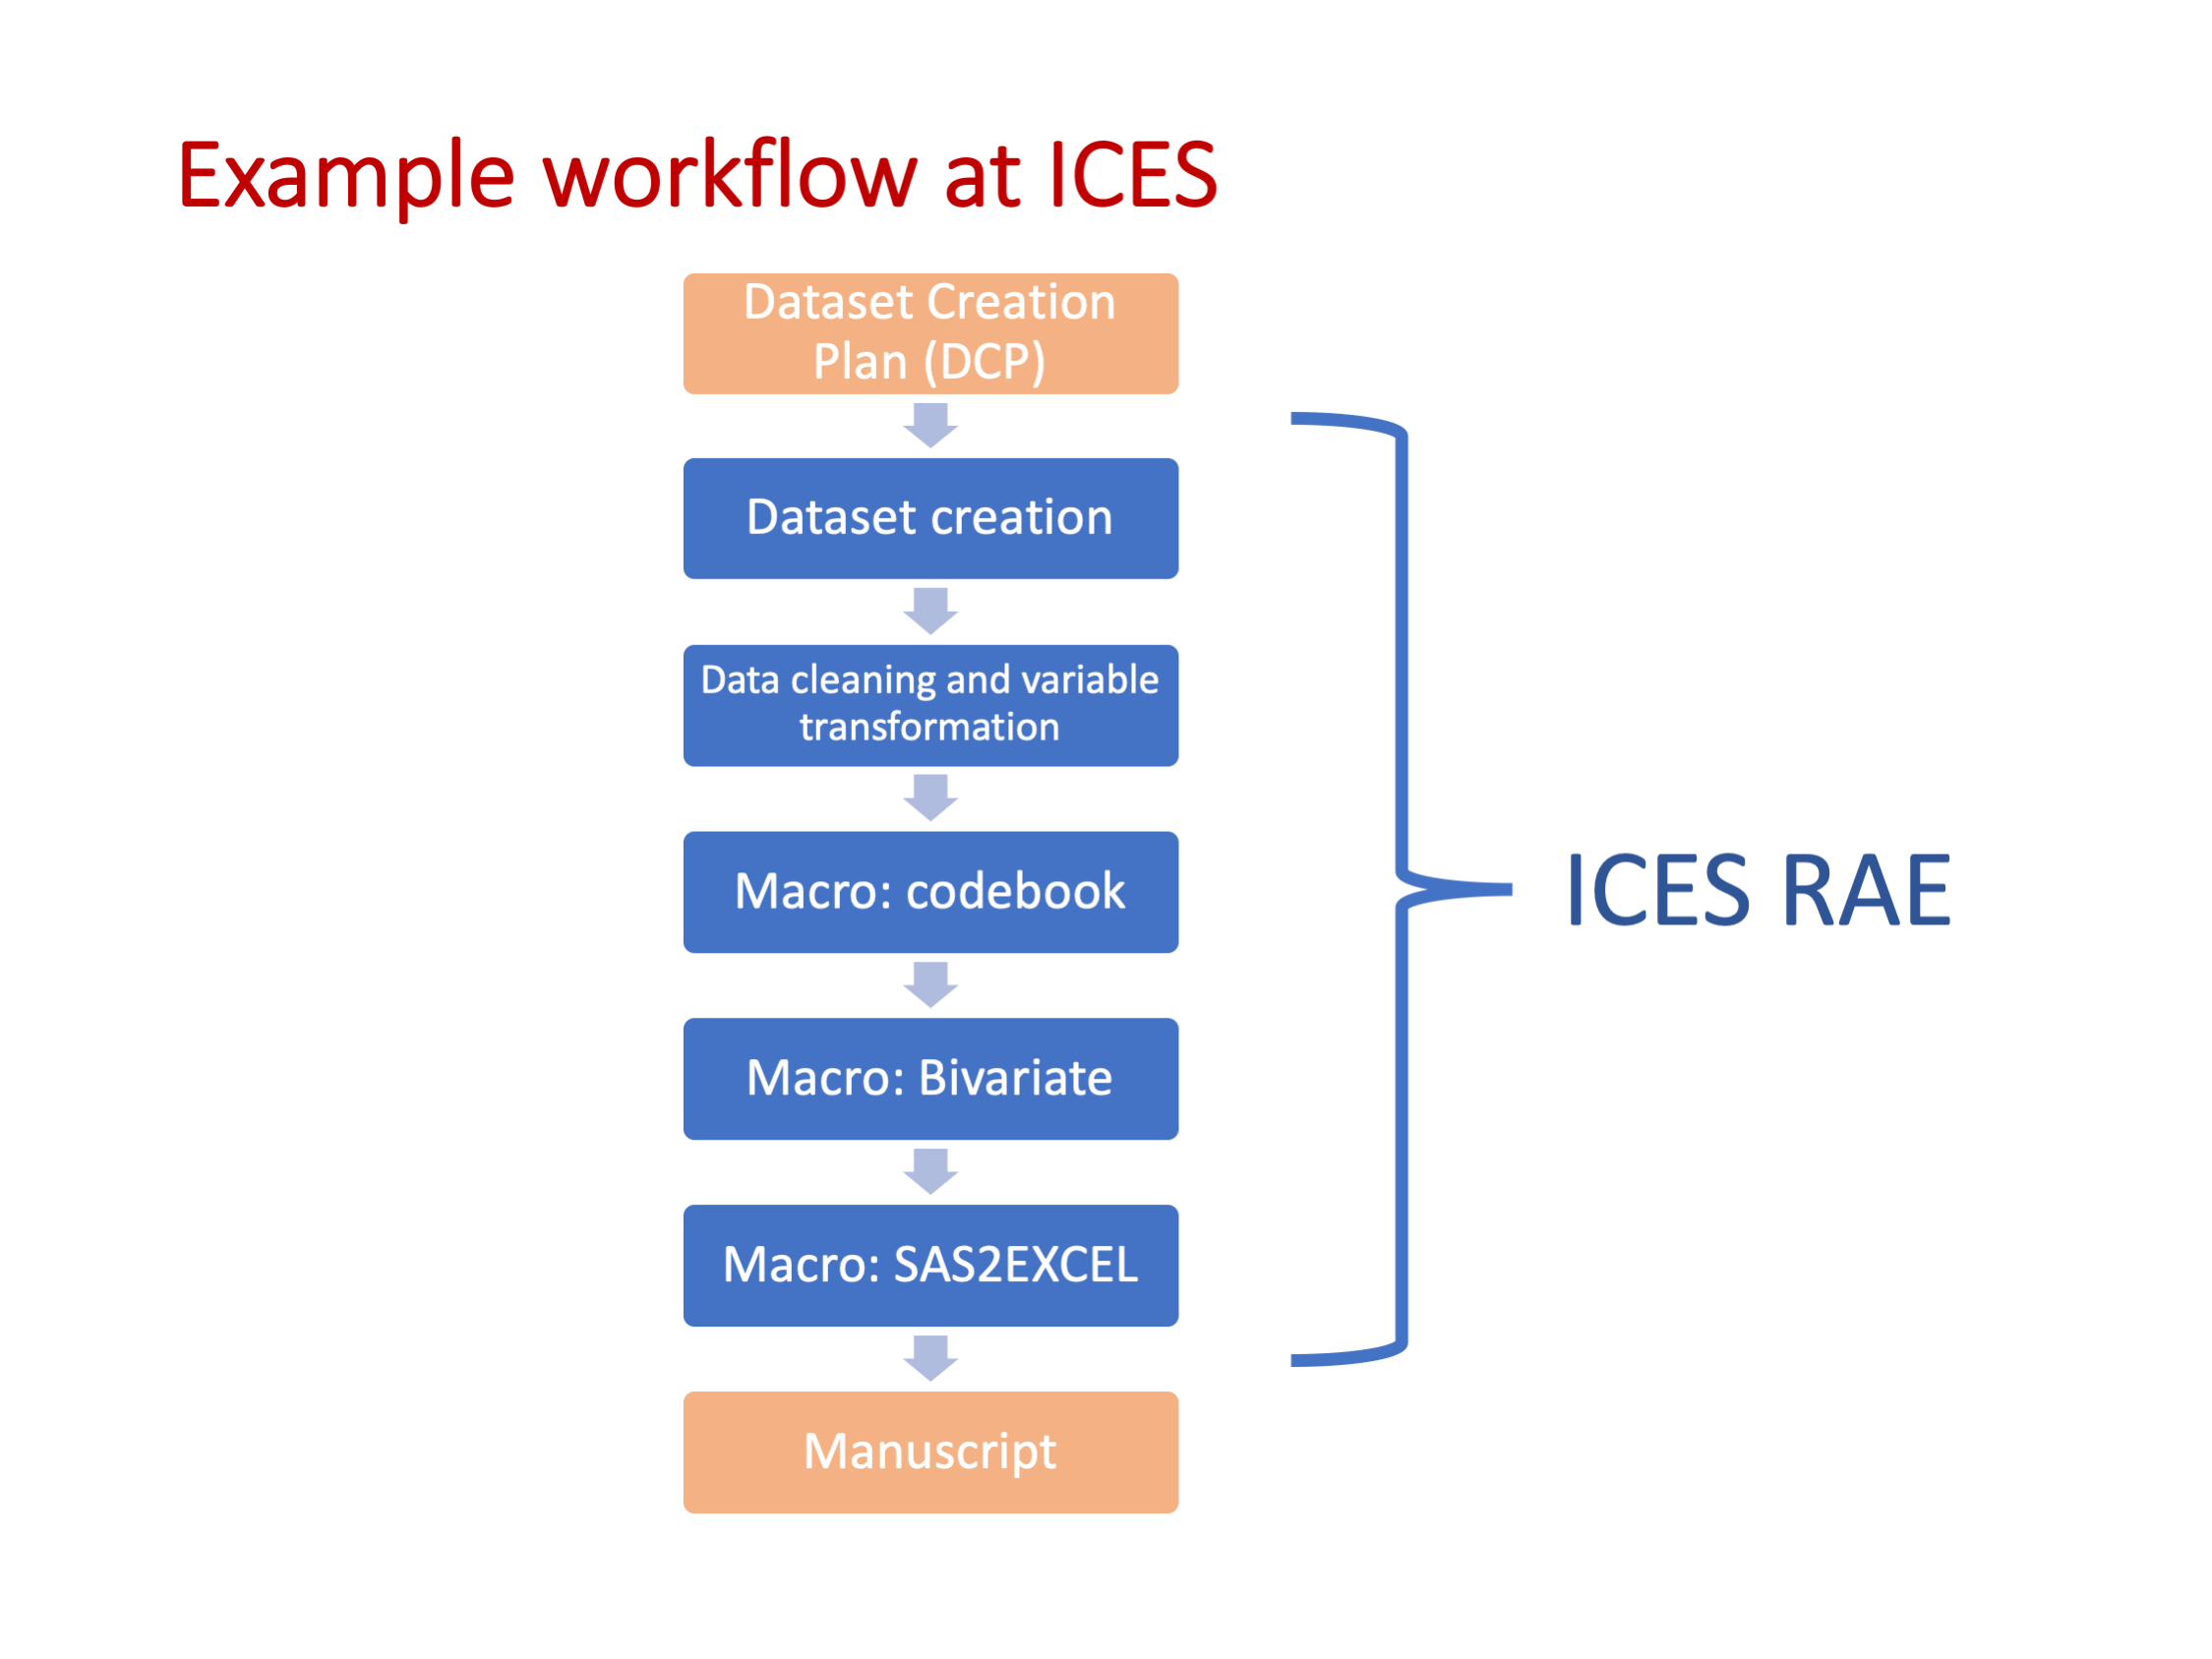 Example workflow at ICES
Dataset Creation
Plan (DCP)
Dataset creation
Data cleaning and variable
transformation
Macro: codebook
Macro: Bivariate
Macro: SAS2EXCEL
Manuscript
ICES RAE